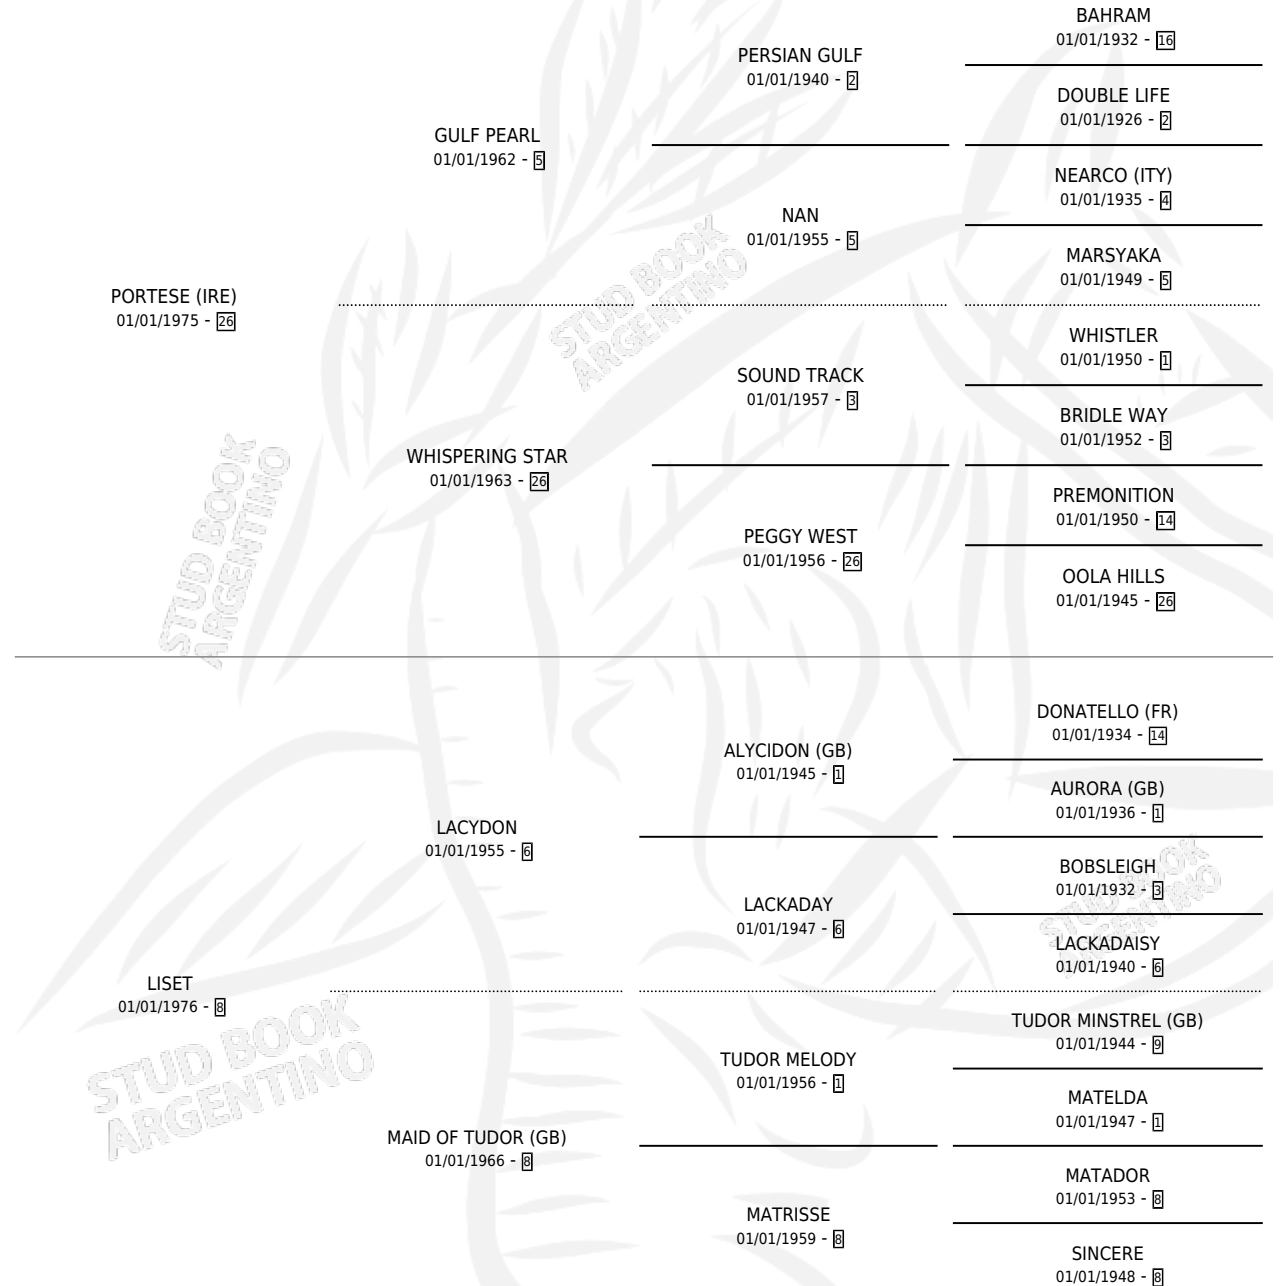 BAHRAM
01/01/1932 - 16
PERSIAN GULF
01/01/1940 - 2
DOUBLE LIFE
01/01/1926 - 2
GULF PEARL
01/01/1962 - 5
NEARCO (ITY)
01/01/1935 - 4
NAN
01/01/1955 - 5
MARSYAKA
01/01/1949 - 5
PORTESE (IRE)
01/01/1975 - 26
WHISTLER
01/01/1950 - 1
SOUND TRACK
01/01/1957 - 3
BRIDLE WAY
01/01/1952 - 3
WHISPERING STAR
01/01/1963 - 26
PREMONITION
01/01/1950 - 14
PEGGY WEST
01/01/1956 - 26
OOLA HILLS
01/01/1945 - 26
DONATELLO (FR)
01/01/1934 - 14
ALYCIDON (GB)
01/01/1945 - 1
AURORA (GB)
01/01/1936 - 1
LACYDON
01/01/1955 - 6
BOBSLEIGH
01/01/1932 - 3
LACKADAY
01/01/1947 - 6
LACKADAISY
01/01/1940 - 6
LISET
01/01/1976 - 8
TUDOR MINSTREL (GB)
01/01/1944 - 9
TUDOR MELODY
01/01/1956 - 1
MATELDA
01/01/1947 - 1
MAID OF TUDOR (GB)
01/01/1966 - 8
MATADOR
01/01/1953 - 8
MATRISSE
01/01/1959 - 8
SINCERE
01/01/1948 - 8
STUD BOOK
ARGENTINO
STUD BOOK
ARGENTINO
STUD BOOK
ARGENTINO
STUD BOOK
ARGENTINO